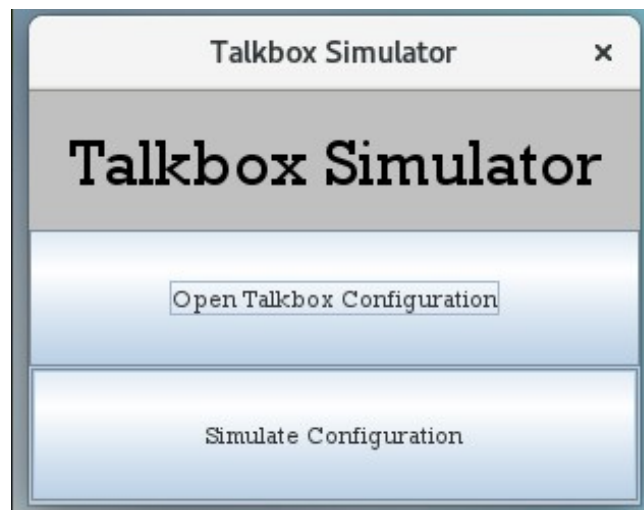 Talkbox Simulator ×
Talkbox Simulator
Open Talkbox Configuration
Simulate Configuration